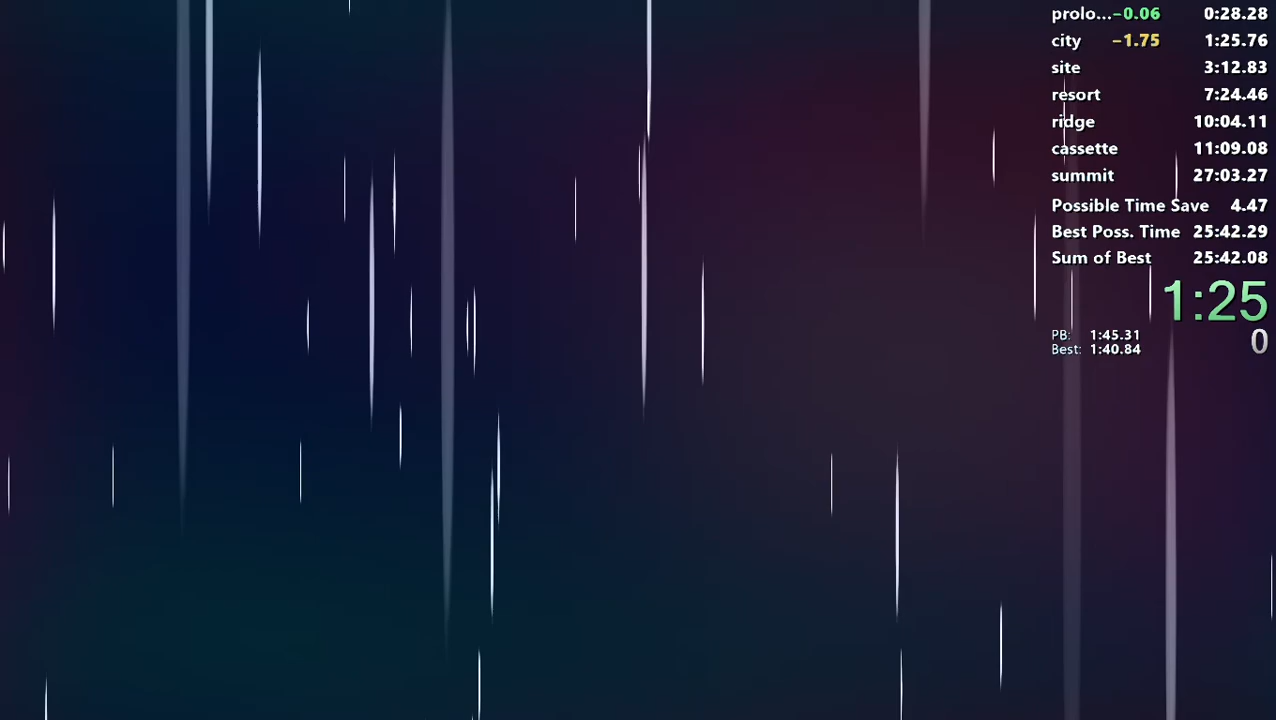 prolo... −0.06 0:28.28
city −1.75 1:25.76
site 3:12.83
resort 7:24.46
ridge 10:04.11
cassette 11:09.08
summit 27:03.27
Possible Time Save 4.47
Best Poss. Time 25:42.29
Sum of Best 25:42.08
1:25
PB: 1:45.31
Best: 1:40.84
0